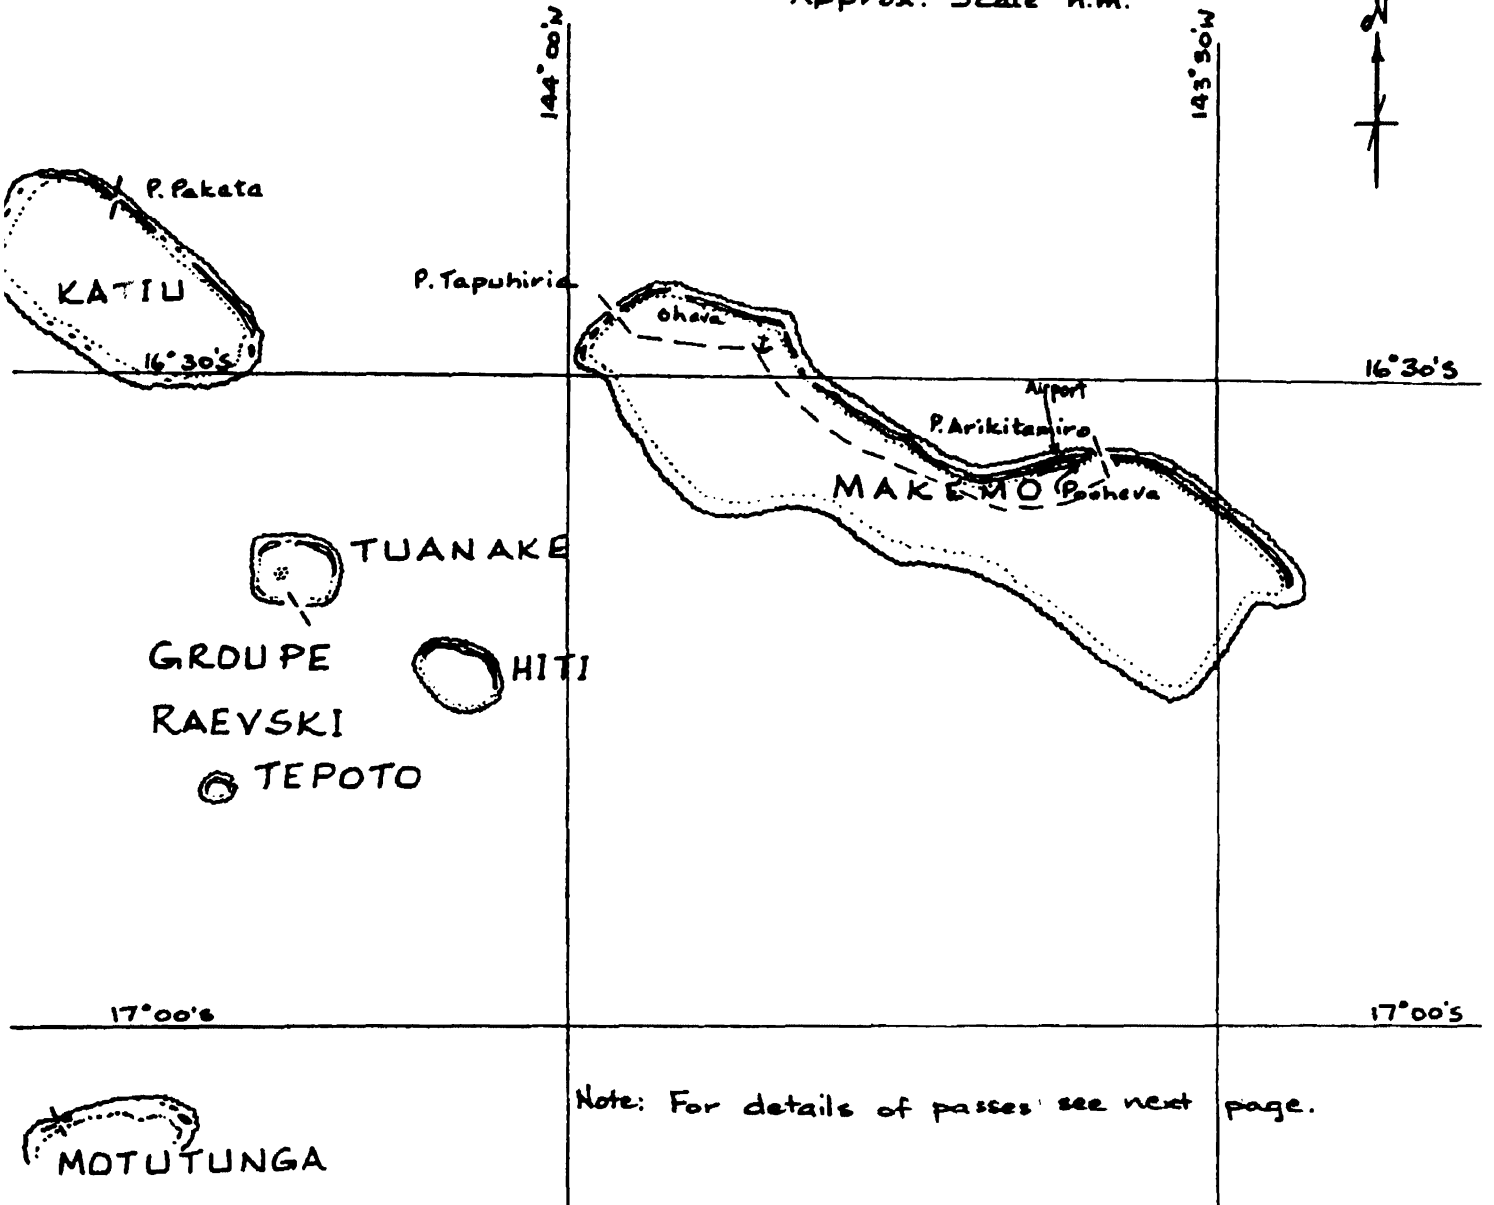 Approx. Scale n.m.
N
144°00'W
143°30'W
P. Pakata
KATIU
P. Tapuhiria
Ohava
16°30'S
16°30'S
Airport
P. Arikitamiro
MAKEMO
Pouheva
TUANAKE
GROUPE
RAEVSKI
HITI
TEPOTO
17°00's
17°00's
Note: For details of passes see next page.
MOTUTUNGA